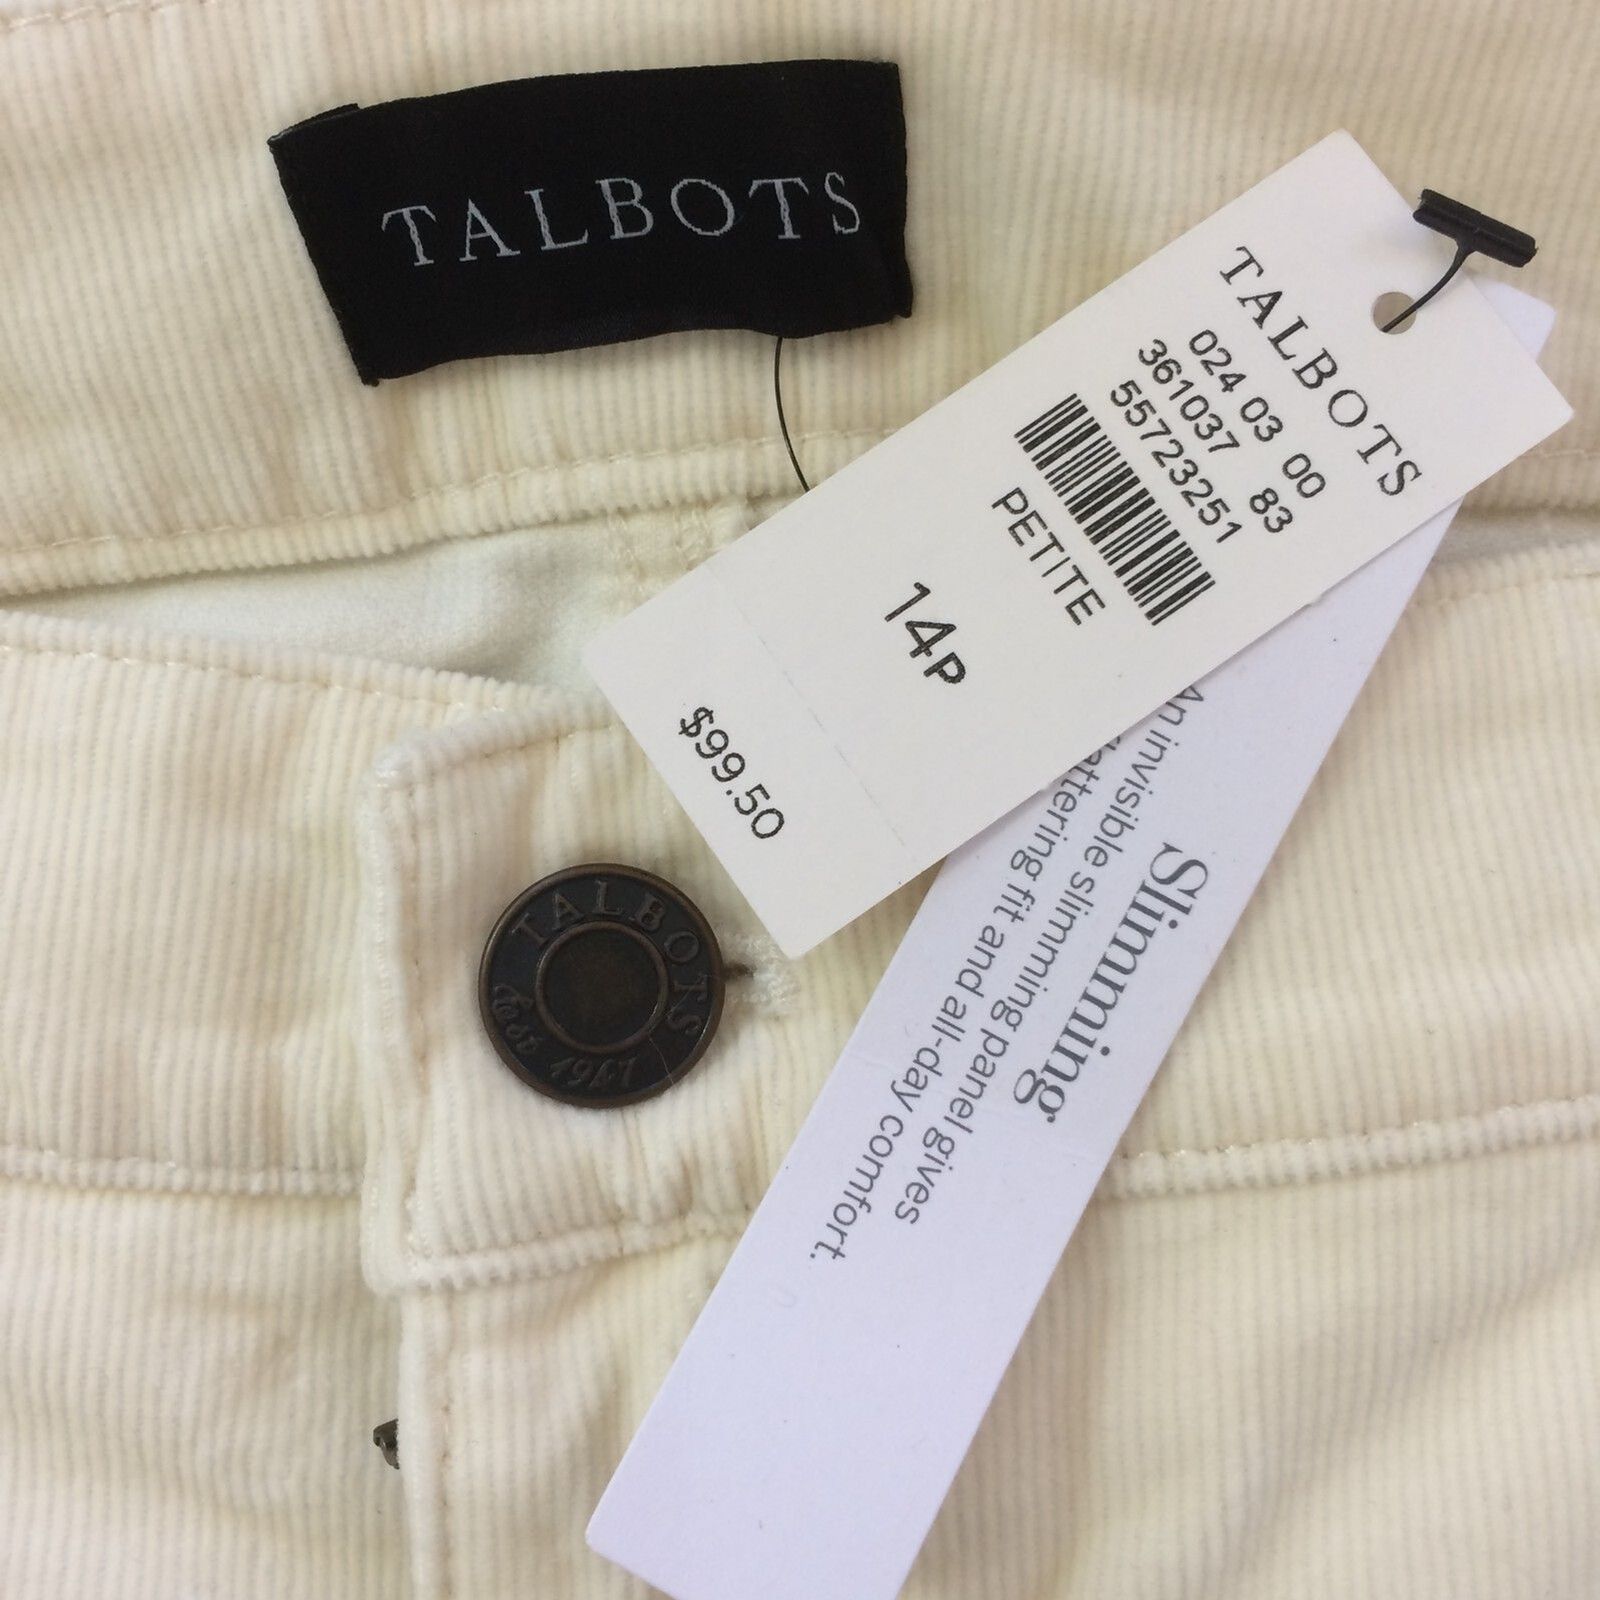 TALBOTS
TALBOTS
024 03 00
361037 83
55723251
PETITE
14P
$99.50
Slimming
An invisible slimming panel gives
flattering fit and all-day comfort.
TALBOTS
1947